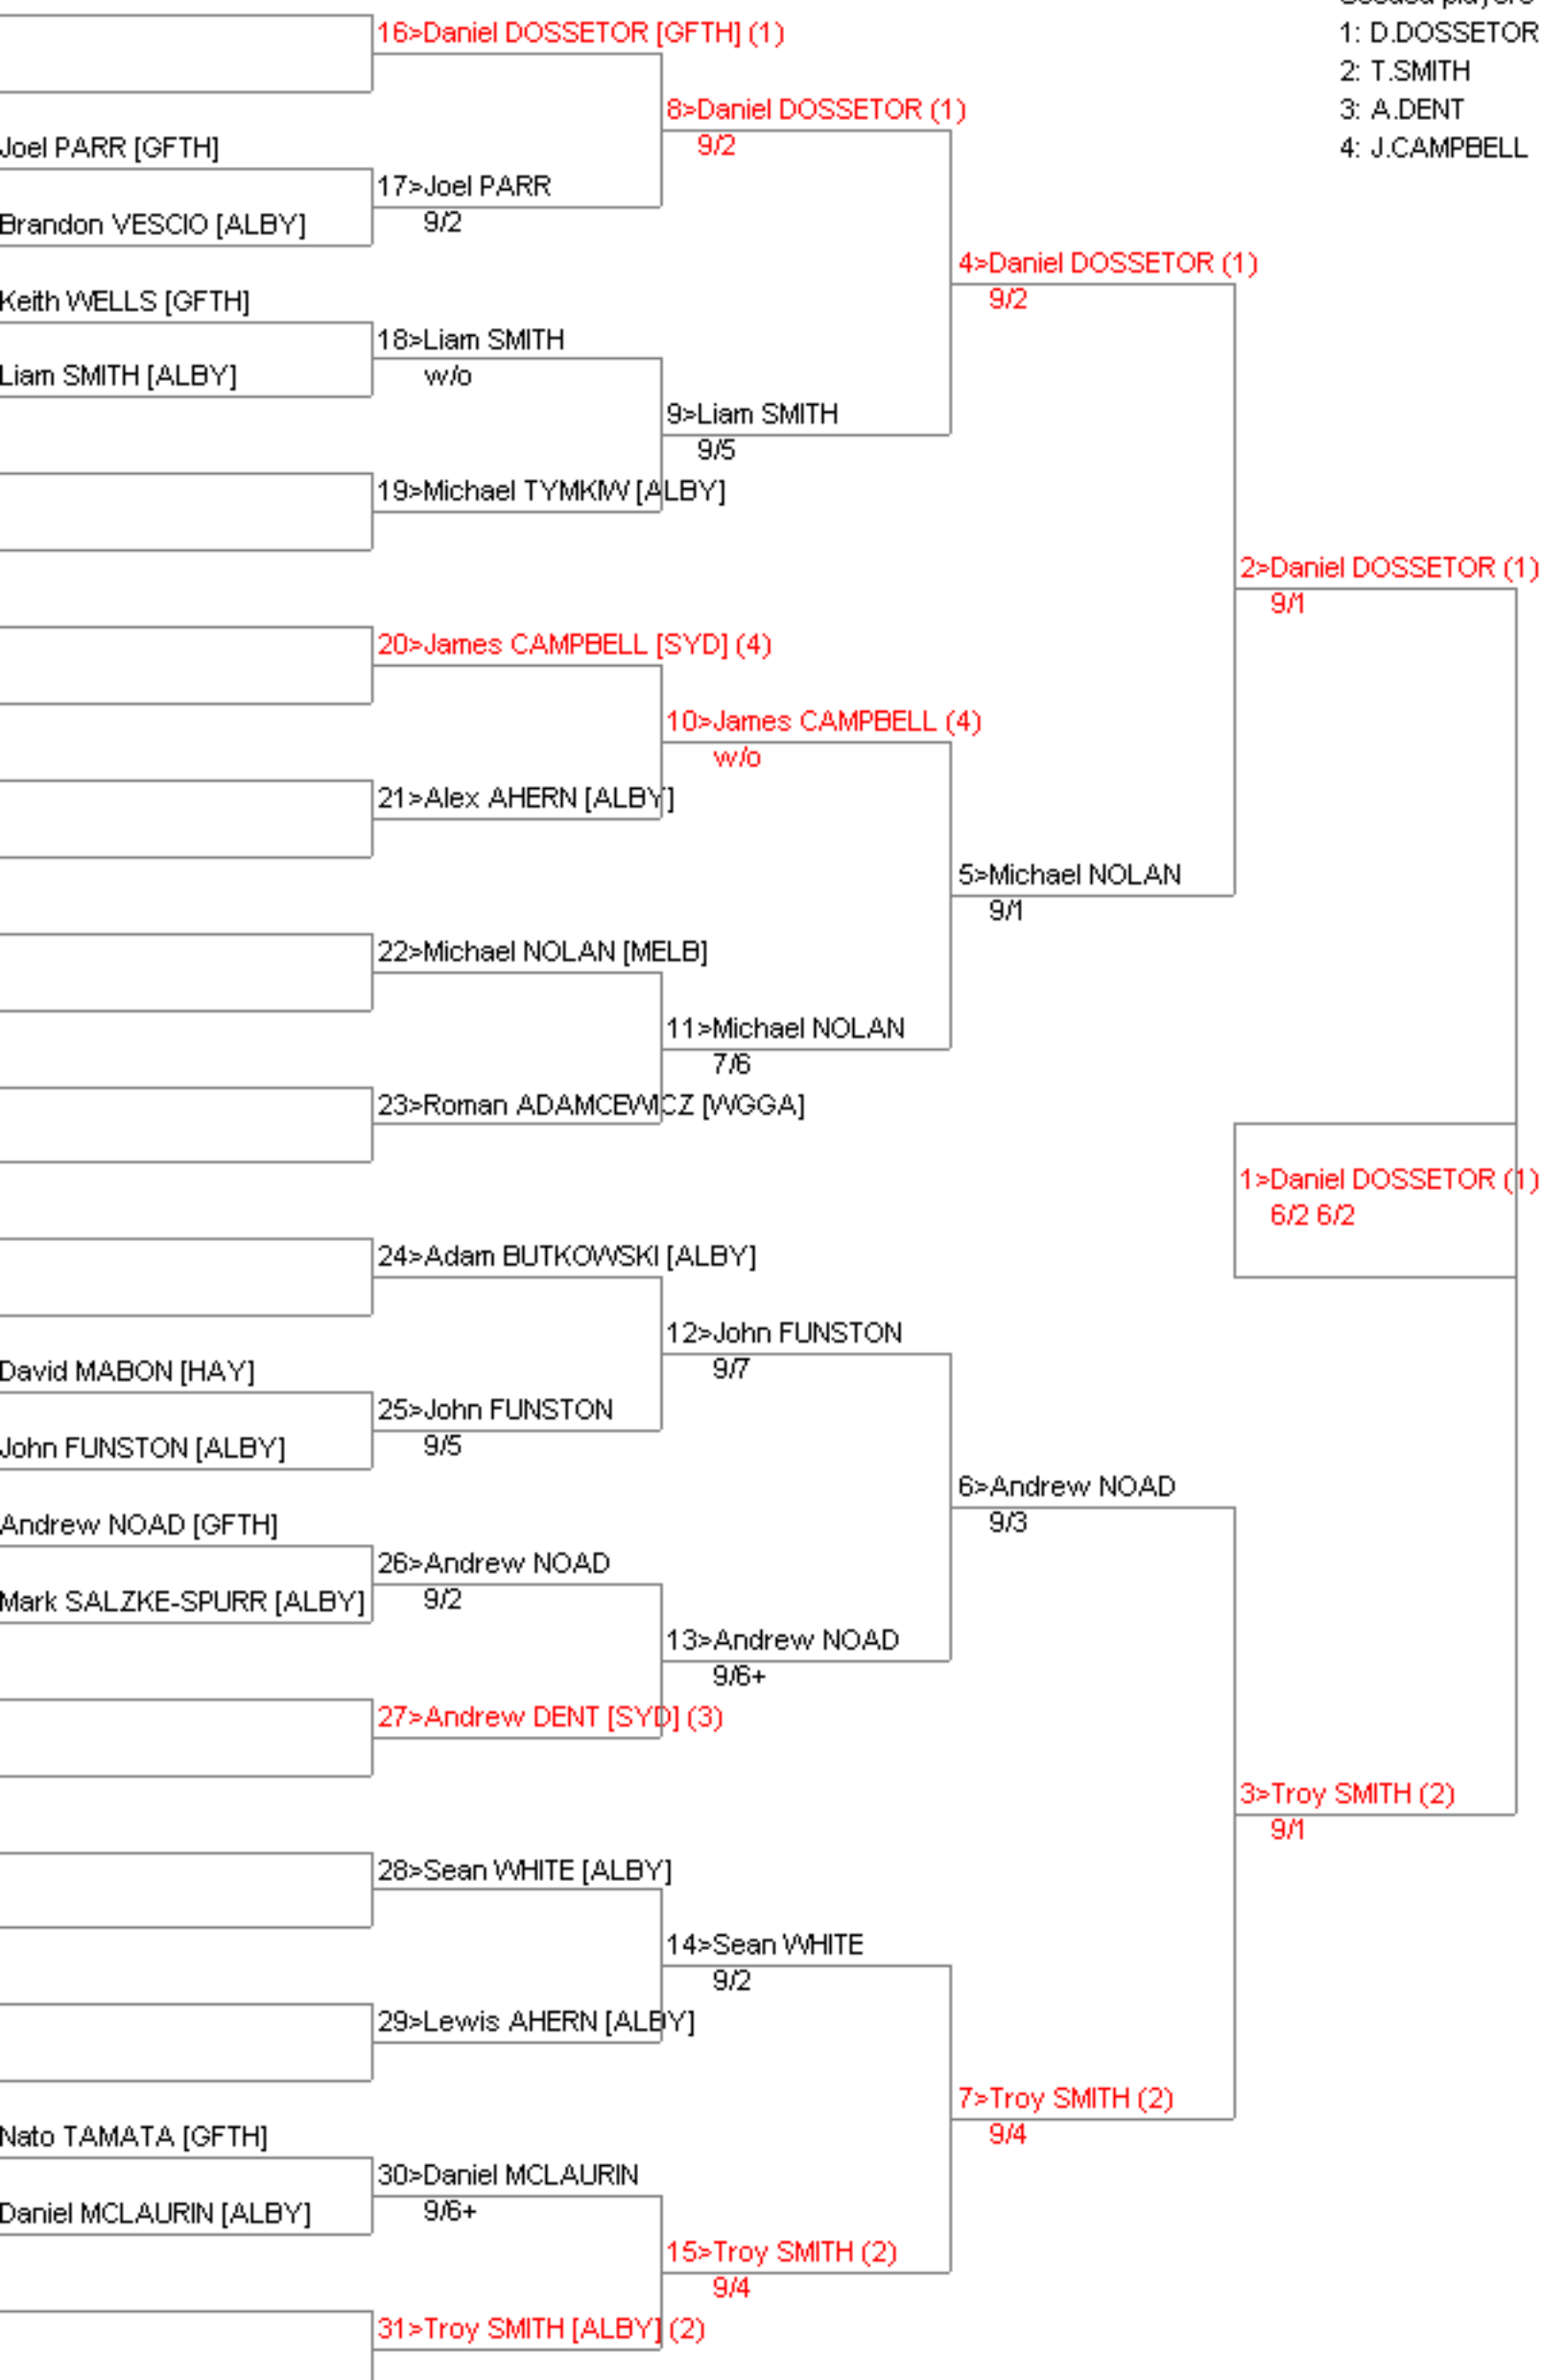 Seeded players
1: D.DOSSETOR
2: T.SMITH
3: A.DENT
4: J.CAMPBELL
16>Daniel DOSSETOR [GFTH] (1)
8>Daniel DOSSETOR (1)
9/2
Joel PARR [GFTH]
17>Joel PARR
9/2
Brandon VESCIO [ALBY]
4>Daniel DOSSETOR (1)
9/2
Keith WELLS [GFTH]
18>Liam SMITH
w/o
Liam SMITH [ALBY]
9>Liam SMITH
9/5
19>Michael TYMKIW [ALBY]
2>Daniel DOSSETOR (1)
9/1
20>James CAMPBELL [SYD] (4)
10>James CAMPBELL (4)
w/o
21>Alex AHERN [ALBY]
5>Michael NOLAN
9/1
22>Michael NOLAN [MELB]
11>Michael NOLAN
7/6
23>Roman ADAMCEWICZ [WGGA]
1>Daniel DOSSETOR (1)
6/2 6/2
24>Adam BUTKOWSKI [ALBY]
12>John FUNSTON
9/7
David MABON [HAY]
25>John FUNSTON
9/5
John FUNSTON [ALBY]
6>Andrew NOAD
9/3
Andrew NOAD [GFTH]
26>Andrew NOAD
9/2
Mark SALZKE-SPURR [ALBY]
13>Andrew NOAD
9/6+
27>Andrew DENT [SYD] (3)
3>Troy SMITH (2)
9/1
28>Sean WHITE [ALBY]
14>Sean WHITE
9/2
29>Lewis AHERN [ALBY]
7>Troy SMITH (2)
9/4
Nato TAMATA [GFTH]
30>Daniel MCLAURIN
9/6+
Daniel MCLAURIN [ALBY]
15>Troy SMITH (2)
9/4
31>Troy SMITH [ALBY] (2)